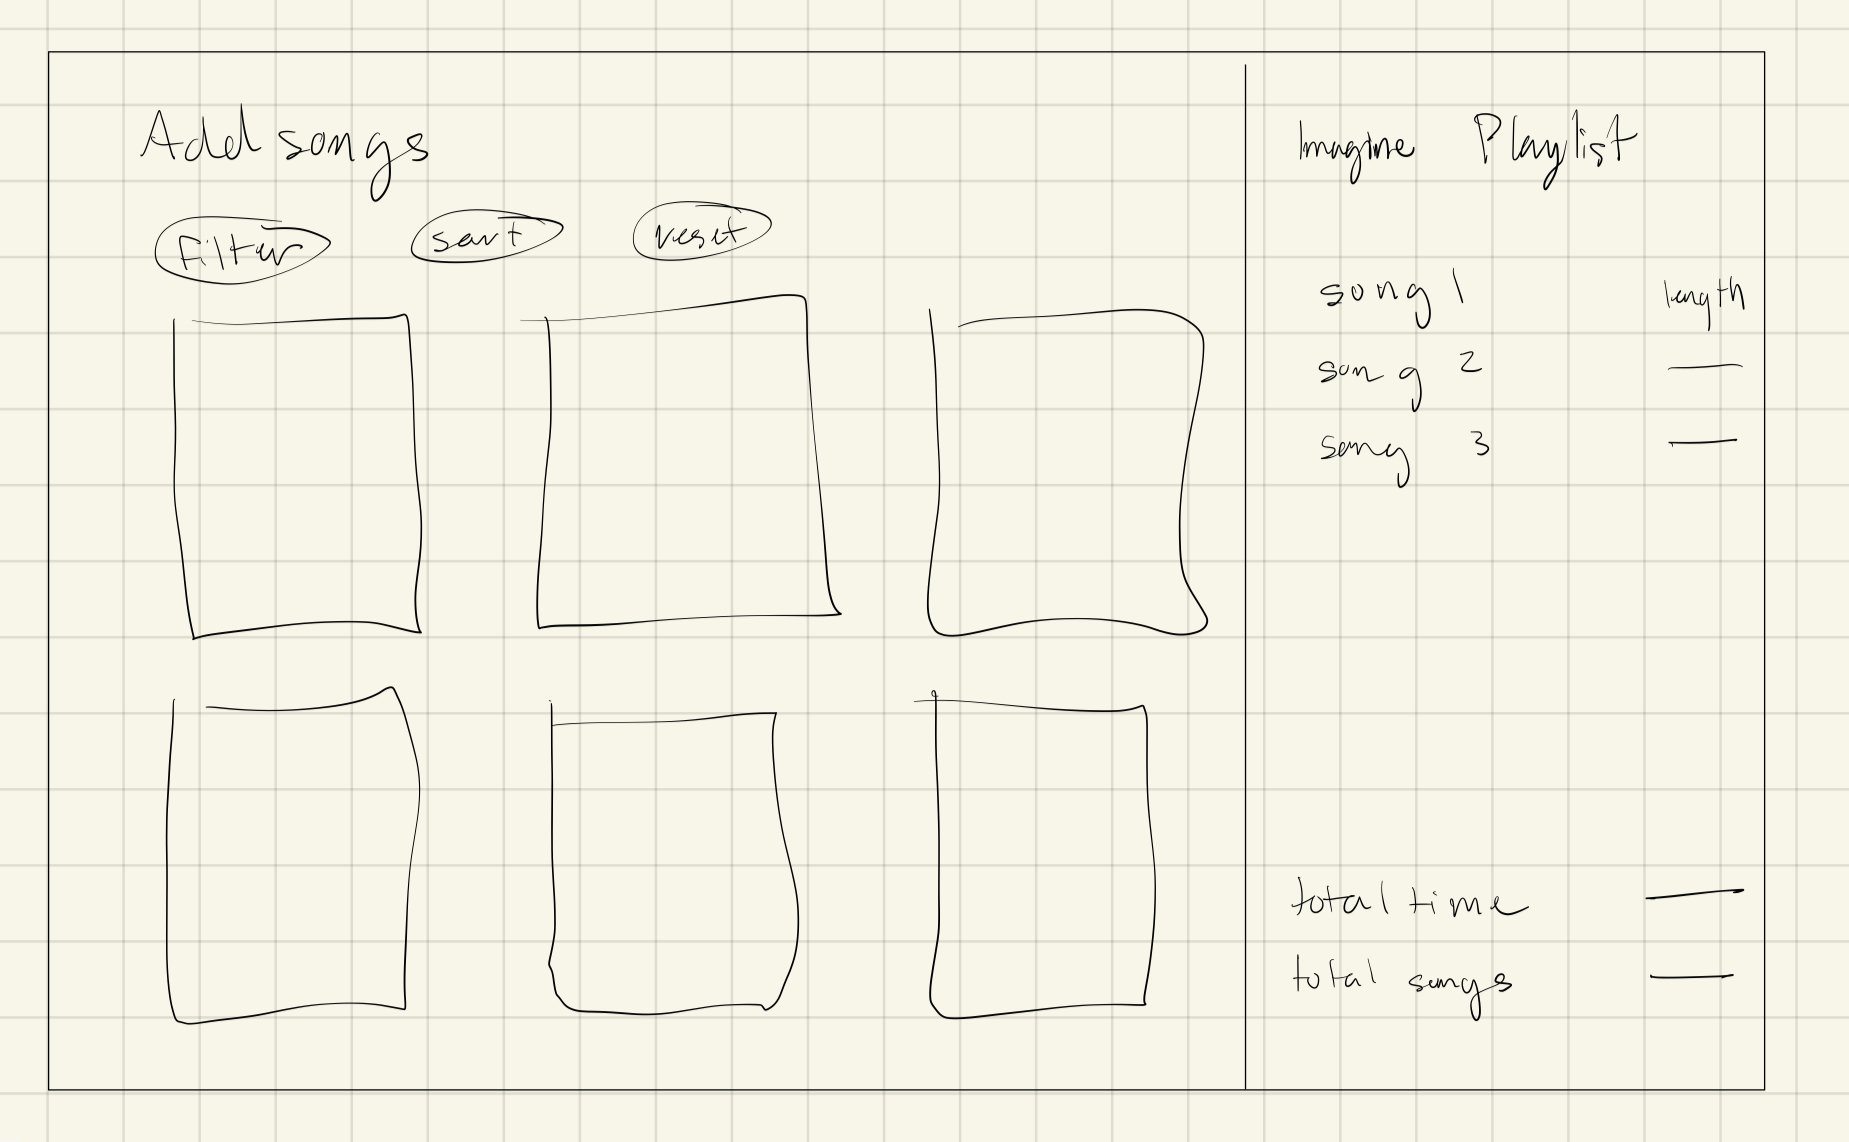 Add songs
filter sort reset
Imagine Playlist
song 1 length
song 2
song 3
total time
total songs